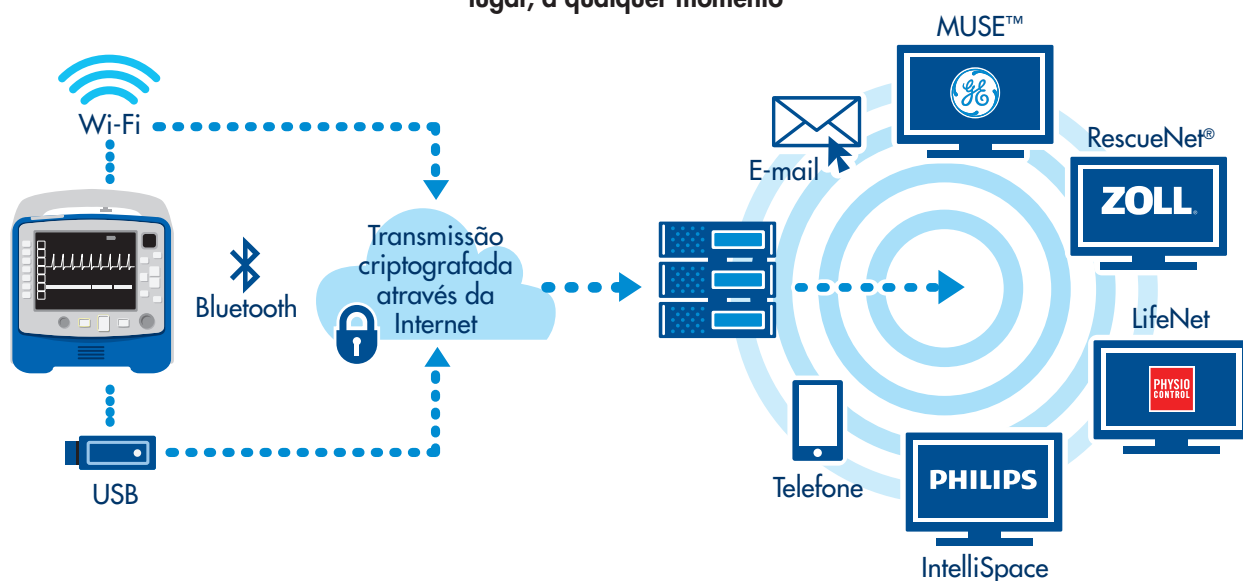 lugar, a qualquer momento
MUSE™
GE
Wi-Fi
E-mail
RescueNet®
ZOLL®
Bluetooth
Transmissão
criptografada
através da
Internet
LifeNet
PHYSIO
CONTROL
USB
Telefone
PHILIPS
IntelliSpace